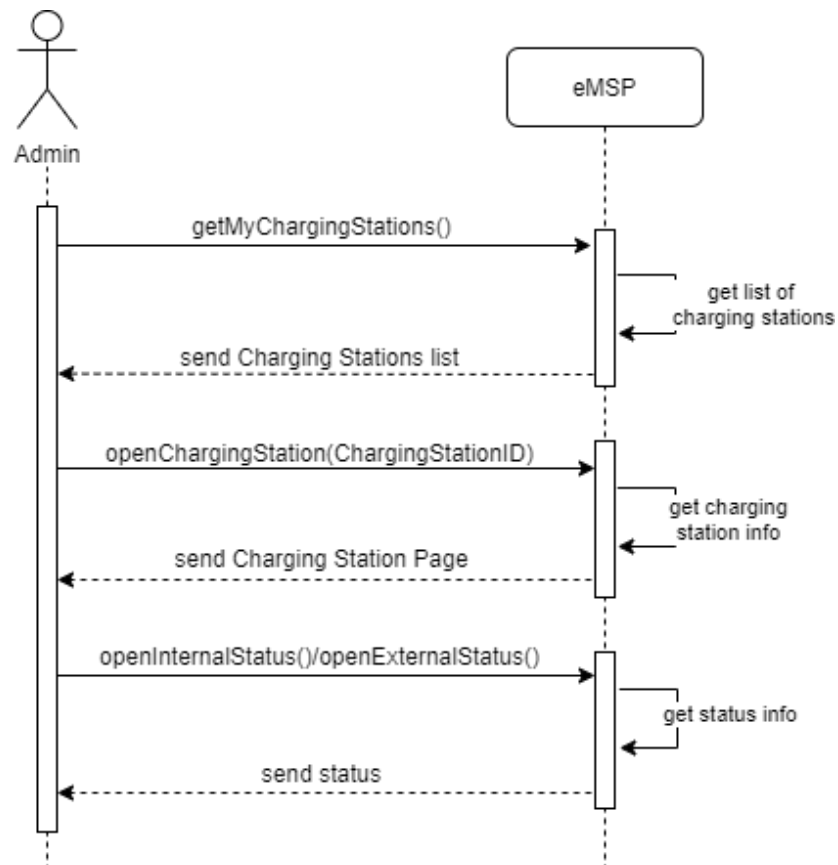 eMSP
Admin
getMyChargingStations()
get list of
charging stations
send Charging Stations list
openChargingStation(ChargingStationID)
get charging
station info
send Charging Station Page
openInternalStatus()/openExternalStatus()
get status info
send status